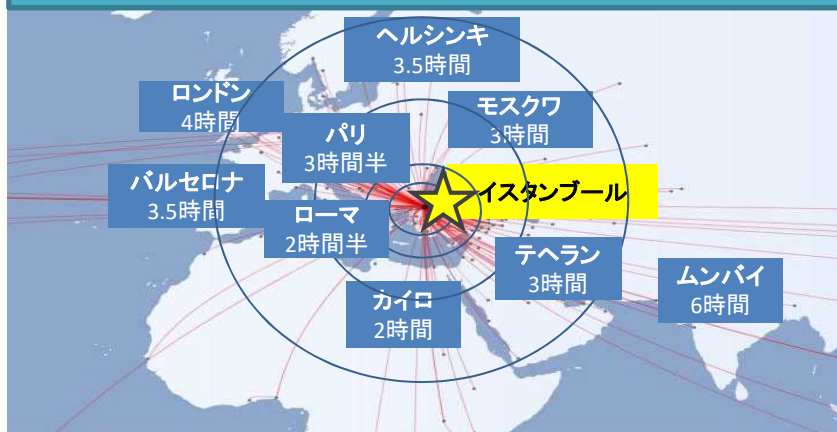 ヘルシンキ
3.5時間
ロンドン
4時間
モスクワ
3時間
パリ
3時間半
バルセロナ
3.5時間
イスタンブール
ローマ
2時間半
テヘラン
3時間
ムンバイ
6時間
カイロ
2時間